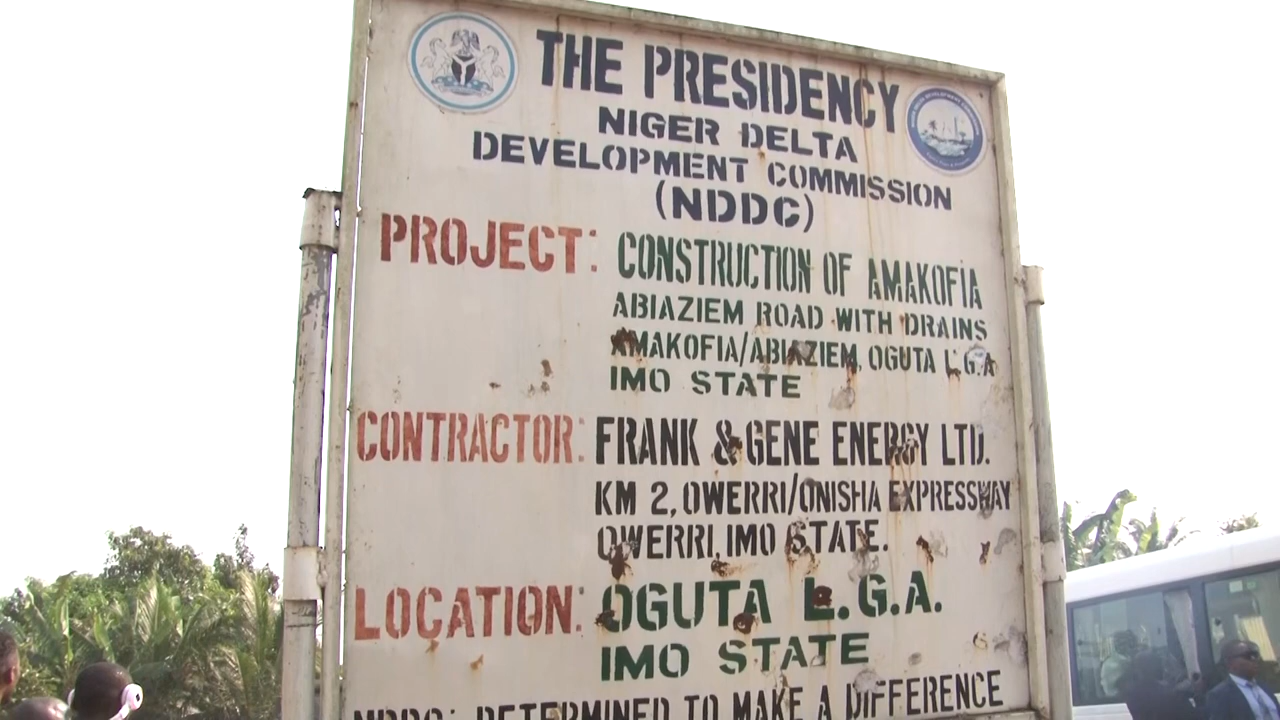 THE PRESIDENCY
NIGER DELTA
DEVELOPMENT COMMISSION
(NDDC)
PROJECT: CONSTRUCTION OF AMAKOFIA
ABIAZIEM ROAD WITH DRAINS
AMAKOFIA/ABIAZIEM, OGUTA L.G.A
IMO STATE
CONTRACTOR: FRANK & GENE ENERGY LTD.
KM 2, OWERRI/ONISHA EXPRESSWAY
OWERRI, IMO STATE.
LOCATION: OGUTA L.G.A.
IMO STATE
NDDC: DETERMINED TO MAKE A DIFFERENCE